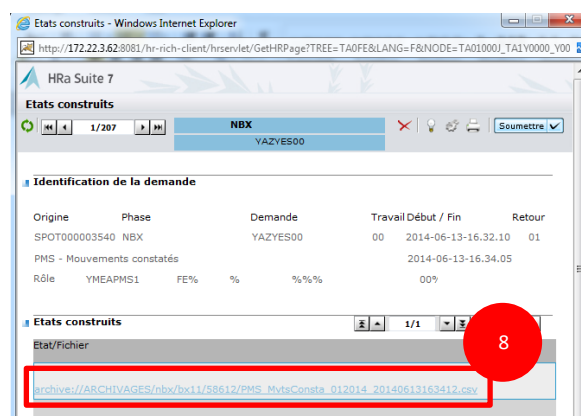 Etats construits - Windows Internet Explorer
http://172.22.3.62:8081/hr-rich-client/hrservlet/GetHRPage?TREE=TA0FE&LANG=F&NODE=TA01000J_TA1Y0000_Y00
HRa Suite 7
Etats construits
1/207 NBX Soumettre
YAZYES00
Identification de la demande
Origine Phase Demande Travail Début / Fin Retour
SPOT000003540 NBX YAZYES00 00 2014-06-13-16.32.10 01
PMS - Mouvements constatés 2014-06-13-16.34.05
Rôle YMEAPMS1 FE% % %%% 00%
Etats construits 1/1
8
Etat/Fichier
archive://ARCHIVAGES/nbx/bx11/58612/PMS_MvtsConsta_012014_20140613163412.csv